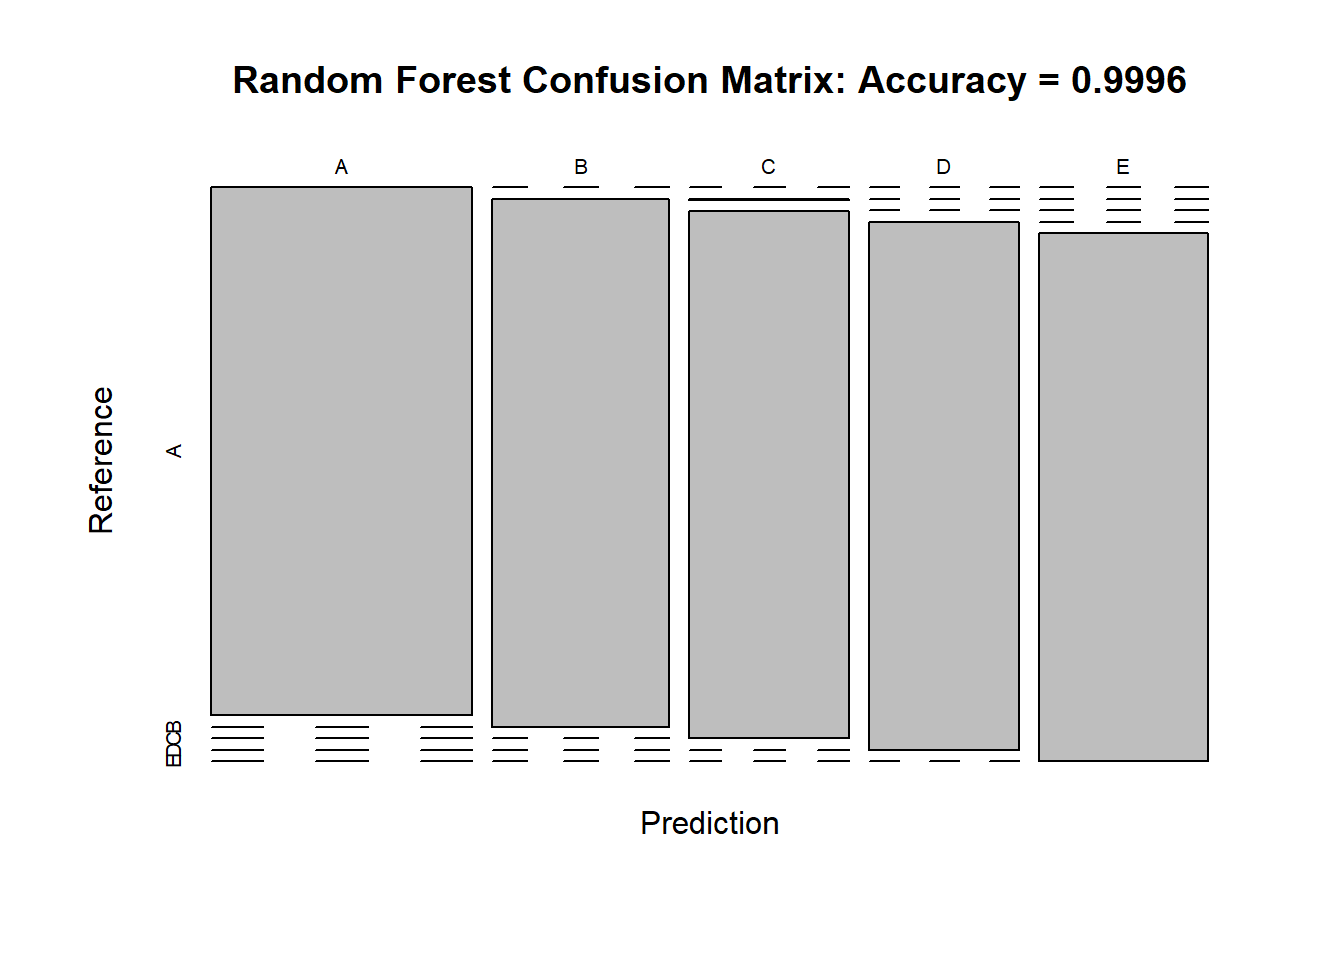 Random Forest Confusion Matrix: Accuracy = 0.9996
A B C D E
Reference
A
B
C
D
E
Prediction